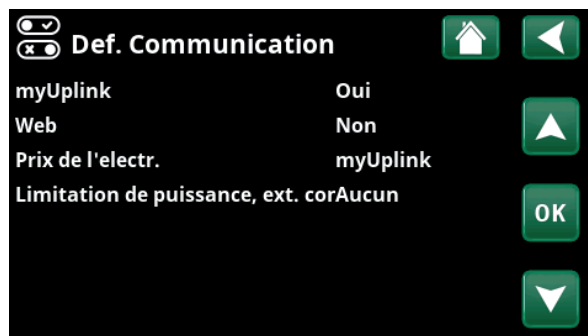 Def. Communication
myUplink Oui
Web Non
Prix de l'electr. myUplink
Limitation de puissance, ext. corAucun
OK